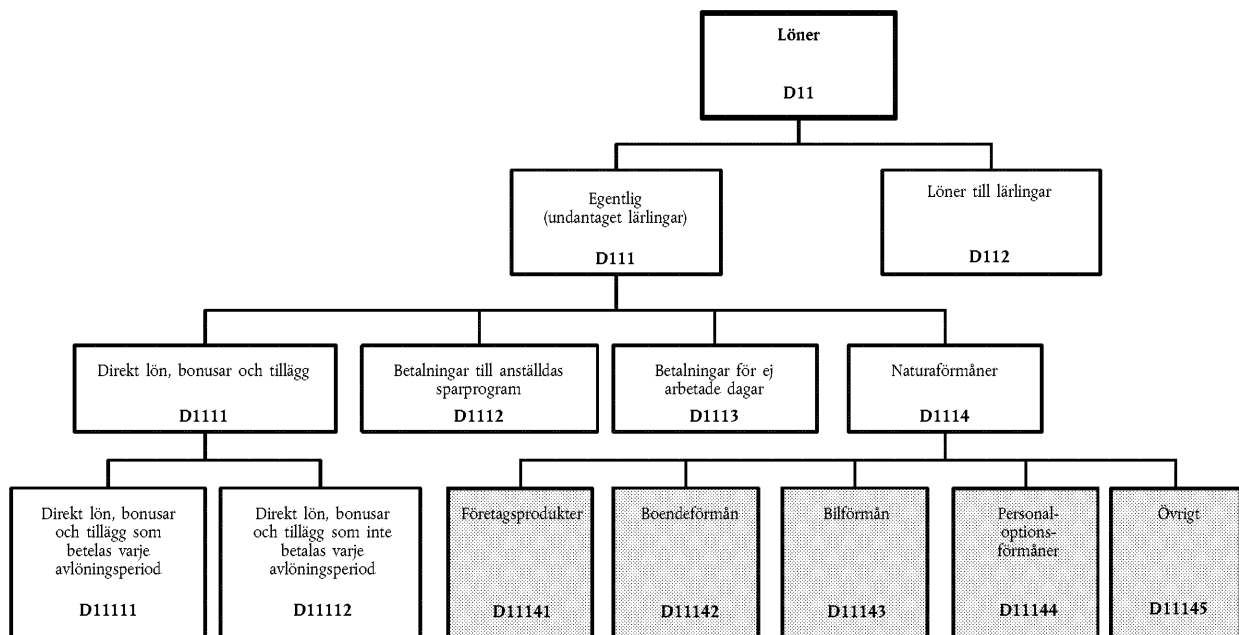 Löner
D11
Egentlig
(undantaget lärlingar)
D111
Löner till lärlingar
D112
Direkt lön, bonusar och tillägg
D1111
Betalningar till anställdas
sparprogram
D1112
Betalningar för ej
arbetade dagar
D1113
Naturaförmåner
D1114
Direkt lön, bonusar
och tillägg som
betelas varje
avlöningsperiod
D11111
Direkt lön, bonusar
och tillägg som inte
betalas varje
avlöningsperiod
D11112
Företagsprodukter
D11141
Boendeförmån
D11142
Bilförmån
D11143
Personal-
options-
förmåner
D11144
Övrigt
D11145